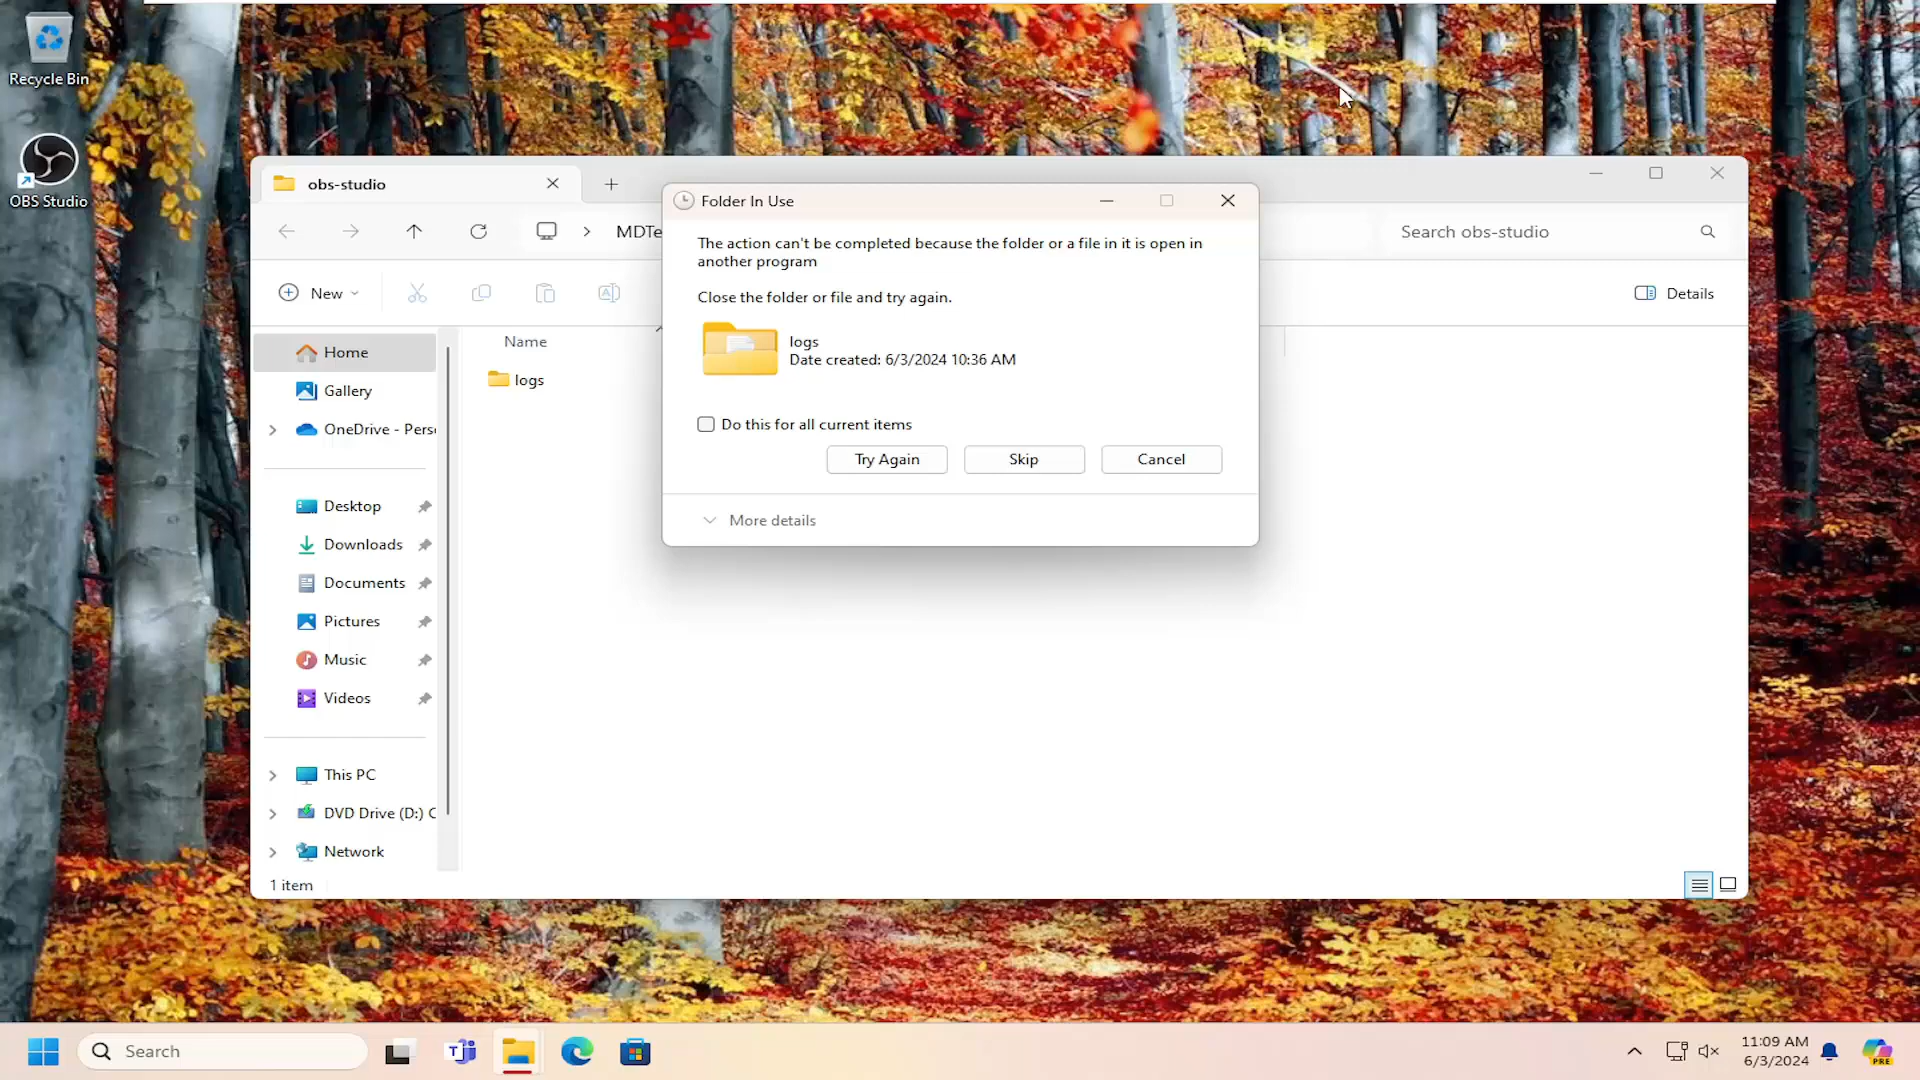 Recycle Bin
OBS Studio
obs-studio
MDTe
Search obs-studio
New
Details
Home
Gallery
OneDrive - Pers
Desktop
Downloads
Documents
Pictures
Music
Videos
This PC
DVD Drive (D:) C
Network
1 item
Name
logs
Folder In Use
The action can't be completed because the folder or a file in it is open in
another program
Close the folder or file and try again.
logs
Date created: 6/3/2024 10:36 AM
Do this for all current items
Try Again
Skip
Cancel
More details
Search
T
11:09 AM
6/3/2024
PRE